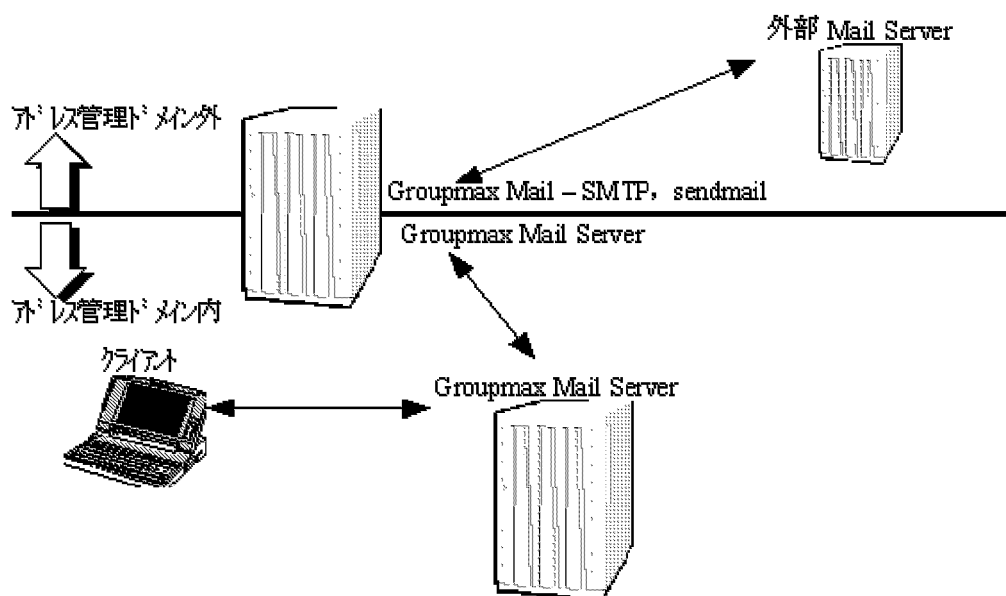 外部 Mail Server
アドレス管理ドメイン外
Groupmax Mail – SMTP，sendmail
Groupmax Mail Server
アドレス管理ドメイン内
クライアント
Groupmax Mail Server